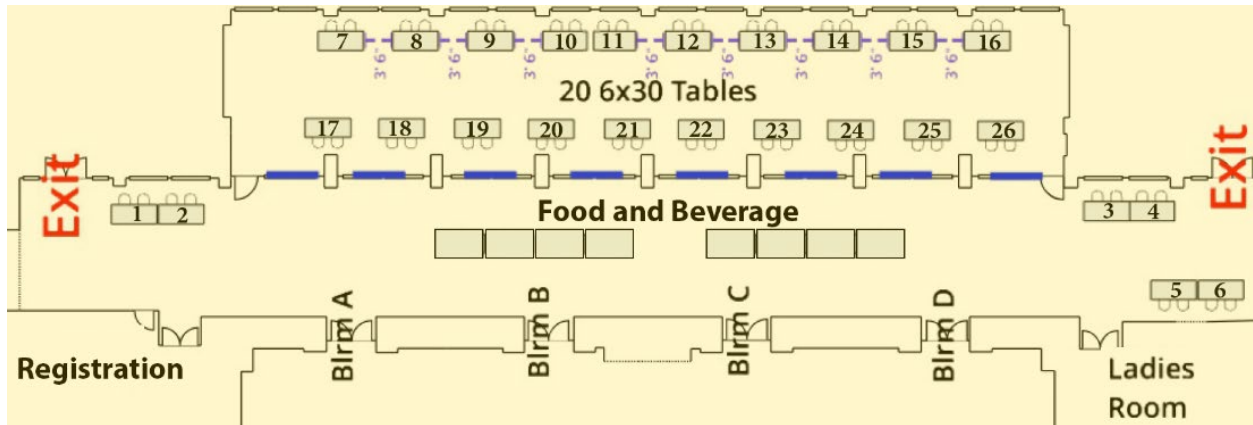 7 8 9 10 11 12 13 14 15 16
3' 6" 3' 6" 3' 6" 3' 6" 3' 6" 3' 6" 3' 6" 3' 6"
20 6x30 Tables
17 18 19 20 21 22 23 24 25 26
Exit
Exit
1 2
3 4
Food and Beverage
5 6
Blrm A
Blrm B
Blrm C
Blrm D
Registration
Ladies
Room